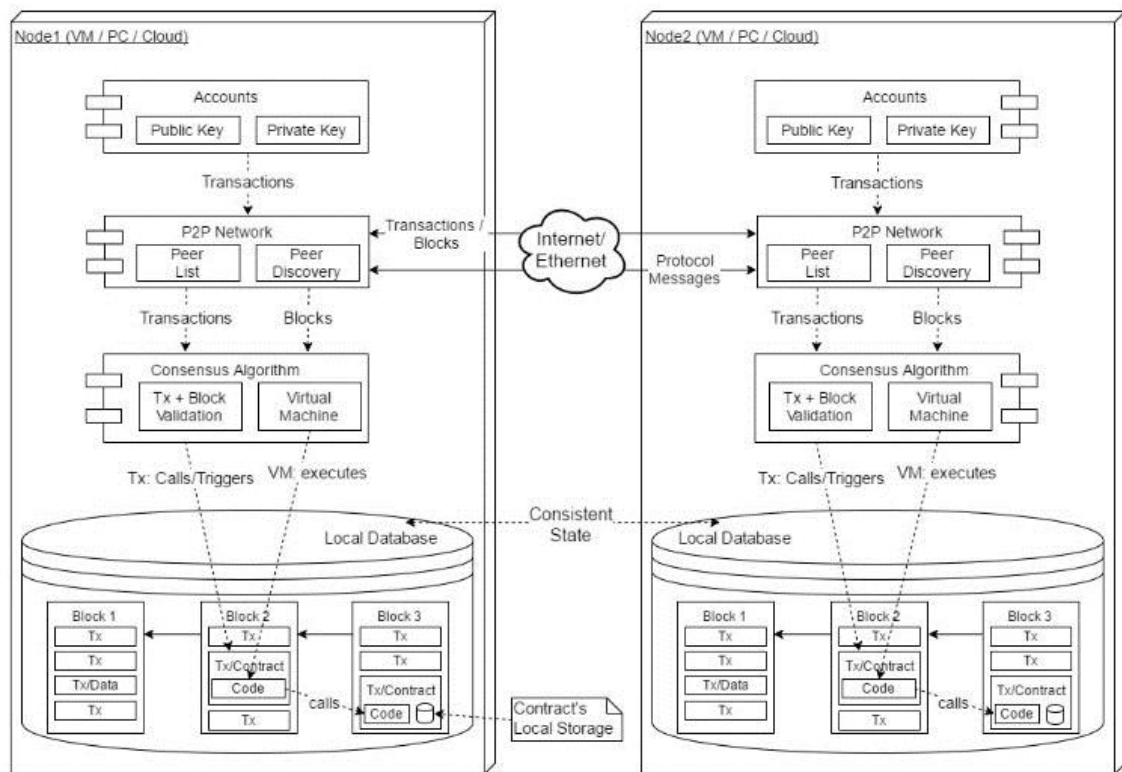 Node1 (VM / PC / Cloud)
Accounts
Public Key
Private Key
Transactions
P2P Network
Peer
List
Peer
Discovery
Transactions
Blocks
Consensus Algorithm
Tx + Block
Validation
Virtual
Machine
Tx: Calls/Triggers
VM: executes
Local Database
Block 1
Tx
Tx
Tx/Data
Tx
Block 2
Tx
Tx/Contract
Code
Tx
calls
Block 3
Tx
Tx
Tx/Contract
Code
Transactions /
Blocks
Internet/
Ethernet
Protocol
Messages
Consistent
State
Contract's
Local Storage
Node2 (VM / PC / Cloud)
Accounts
Public Key
Private Key
Transactions
P2P Network
Peer
List
Peer
Discovery
Transactions
Blocks
Consensus Algorithm
Tx + Block
Validation
Virtual
Machine
Tx: Calls/Triggers
VM: executes
Local Database
Block 1
Tx
Tx
Tx/Data
Tx
Block 2
Tx
Tx/Contract
Code
Tx
calls
Block 3
Tx
Tx
Tx/Contract
Code